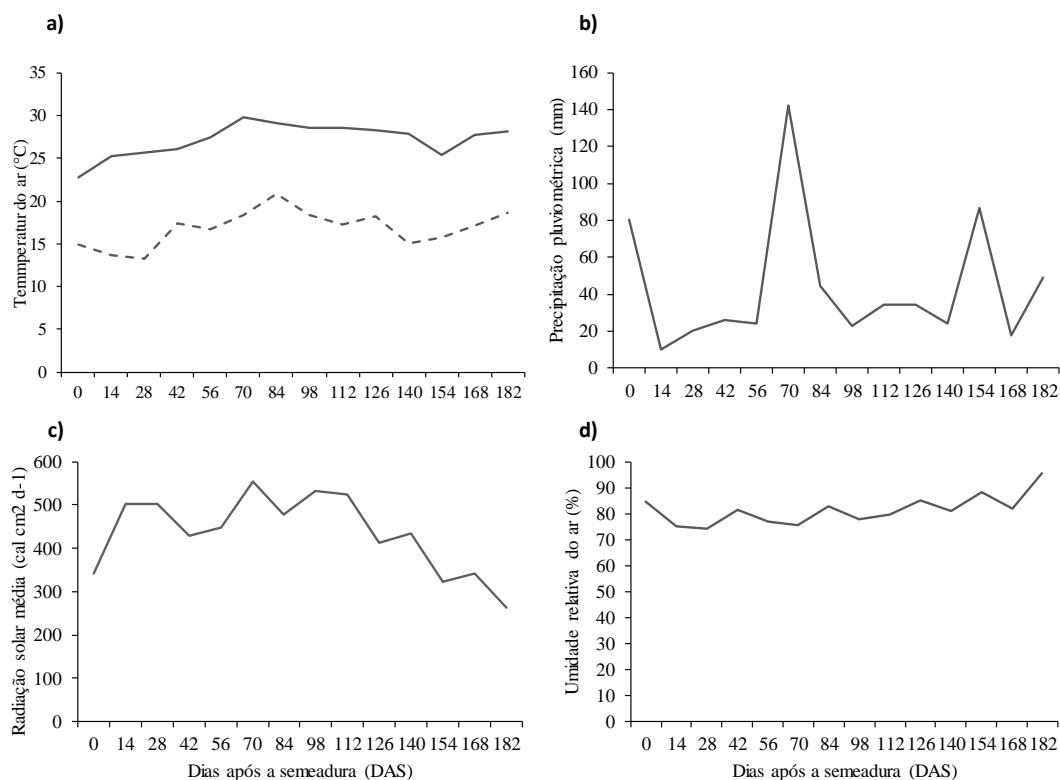 a)
Temmperatur do ar (°C)
35
30
25
20
15
10
5
0
0 14 28 42 56 70 84 98 112 126 140 154 168 182
b)
Precipitação pluviométrica (mm)
160
140
120
100
80
60
40
20
0
0 14 28 42 56 70 84 98 112 126 140 154 168 182
c)
Radiação solar média (cal cm2 d-1)
600
500
400
300
200
100
0
0 14 28 42 56 70 84 98 112 126 140 154 168 182
Dias após a semeadura (DAS)
d)
Umidade relativa do ar (%)
100
90
80
70
60
50
40
30
20
10
0
0 14 28 42 56 70 84 98 112 126 140 154 168 182
Dias após a semeadura (DAS)